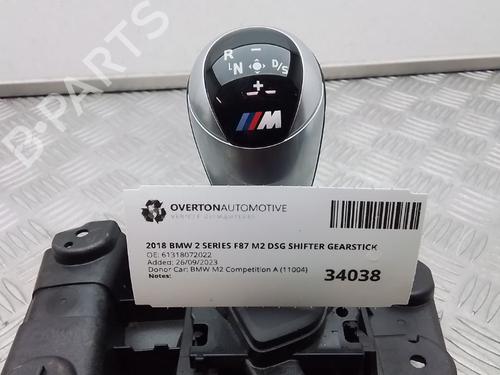 R −
N D/S
+
M
OVERTONAUTOMOTIVE
VEHICLE DISMANTLERS
2018 BMW 2 SERIES F87 M2 DSG SHIFTER GEARSTICK
OE: 61318072022
Added: 26/09/2023
Donor Car: BMW M2 Competition A (11004)
Notes:
34038
B-PARTS